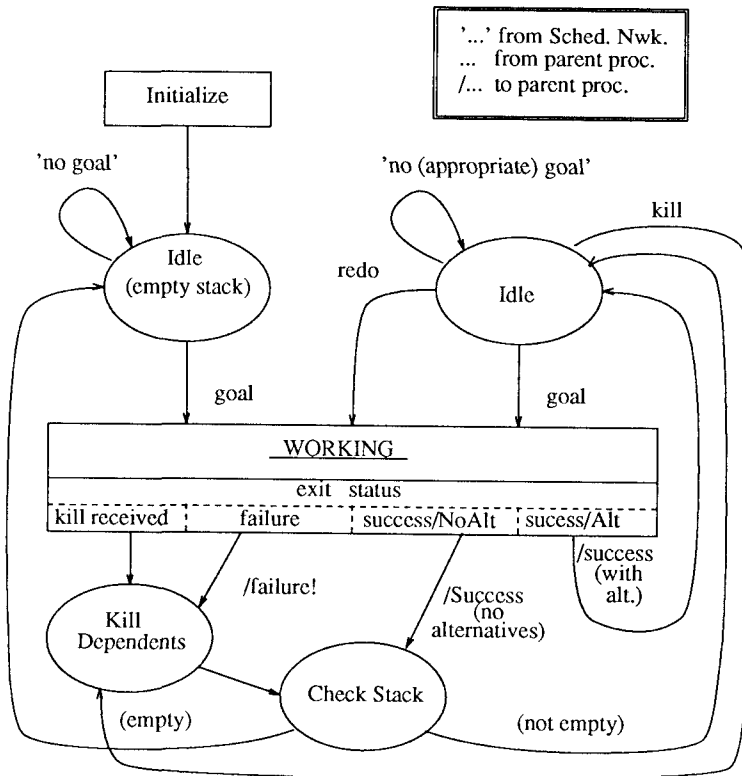 '...' from Sched. Nwk.
... from parent proc.
/... to parent proc.
Initialize
'no goal'
'no (appropriate) goal'
kill
Idle
(empty stack)
redo
Idle
goal
goal
WORKING
exit status
kill received
failure
success/NoAlt
sucess/Alt
/failure!
/Success
(no
alternatives)
/success
(with
alt.)
Kill
Dependents
Check Stack
(empty)
(not empty)